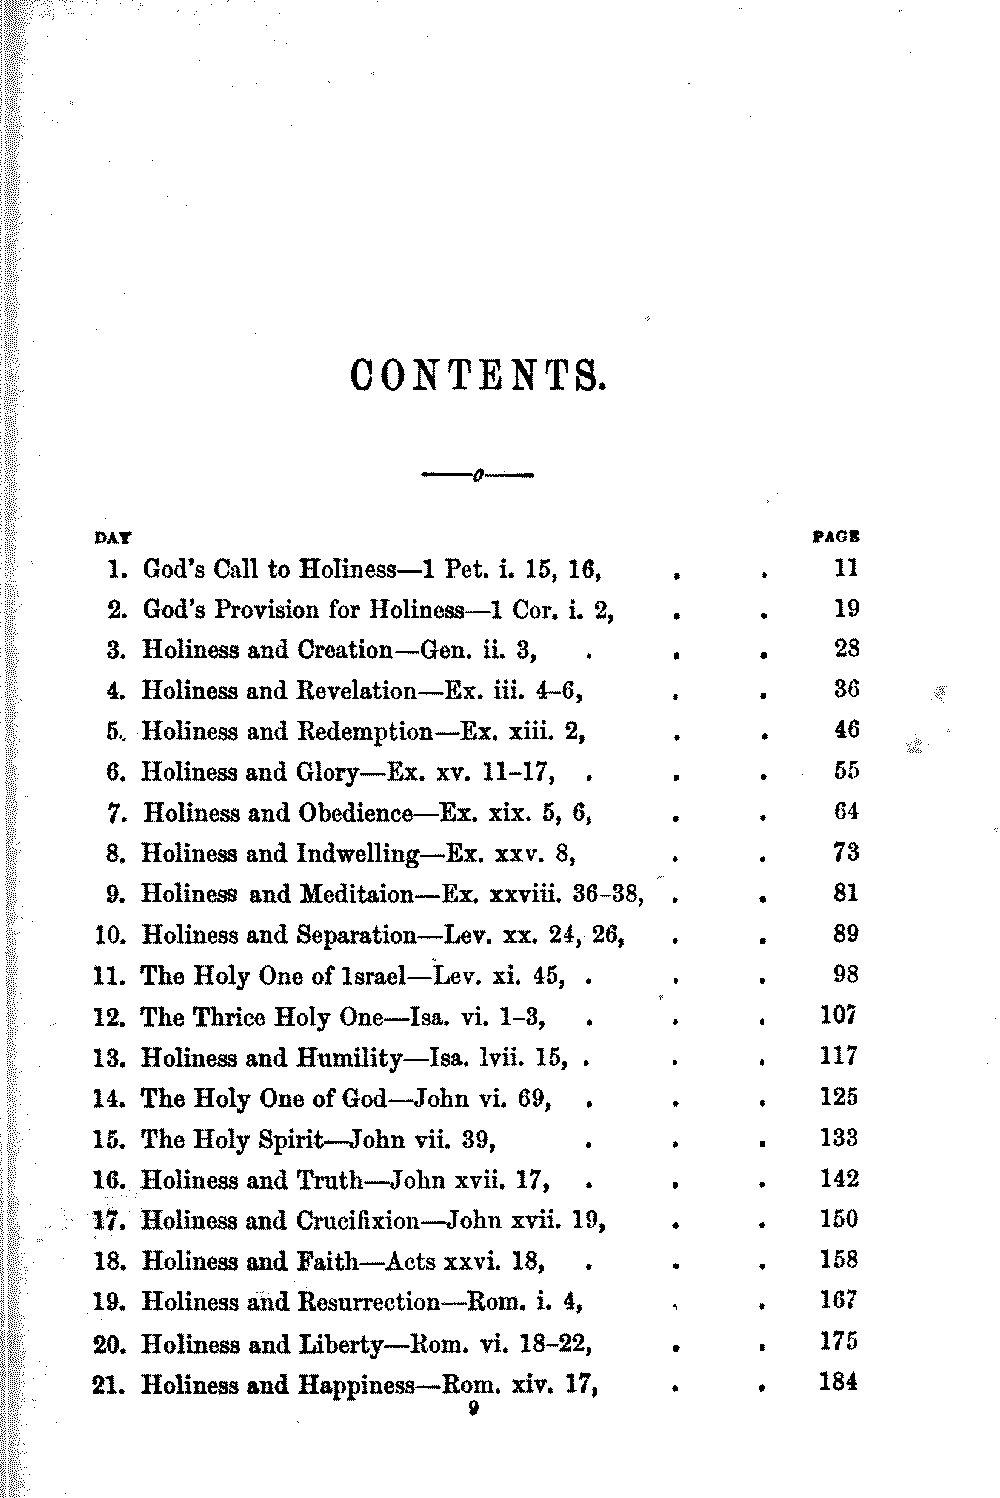 CONTENTS.
DAY PAGE
1. God's Call to Holiness—1 Pet. i. 15, 16, . . 11
2. God's Provision for Holiness—1 Cor. i. 2, . . 19
3. Holiness and Creation—Gen. ii. 3, . . . 28
4. Holiness and Revelation—Ex. iii. 4-6, . . 36
5. Holiness and Redemption—Ex. xiii. 2, . . 46
6. Holiness and Glory—Ex. xv. 11-17, . . . 55
7. Holiness and Obedience—Ex. xix. 5, 6, . . 64
8. Holiness and Indwelling—Ex. xxv. 8, . . 73
9. Holiness and Meditaion—Ex. xxviii. 36-38, . . 81
10. Holiness and Separation—Lev. xx. 24, 26, . . 89
11. The Holy One of Israel—Lev. xi. 45, . . . 98
12. The Thrice Holy One—Isa. vi. 1-3, . . . 107
13. Holiness and Humility—Isa. lvii. 15, . . . 117
14. The Holy One of God—John vi. 69, . . . 125
15. The Holy Spirit—John vii. 39, . . . 133
16. Holiness and Truth—John xvii. 17, . . . 142
17. Holiness and Crucifixion—John xvii. 19, . . 150
18. Holiness and Faith—Acts xxvi. 18, . . . 158
19. Holiness and Resurrection—Rom. i. 4, . . 167
20. Holiness and Liberty—Rom. vi. 18-22, . . 175
21. Holiness and Happiness—Rom. xiv. 17, . . 184
9